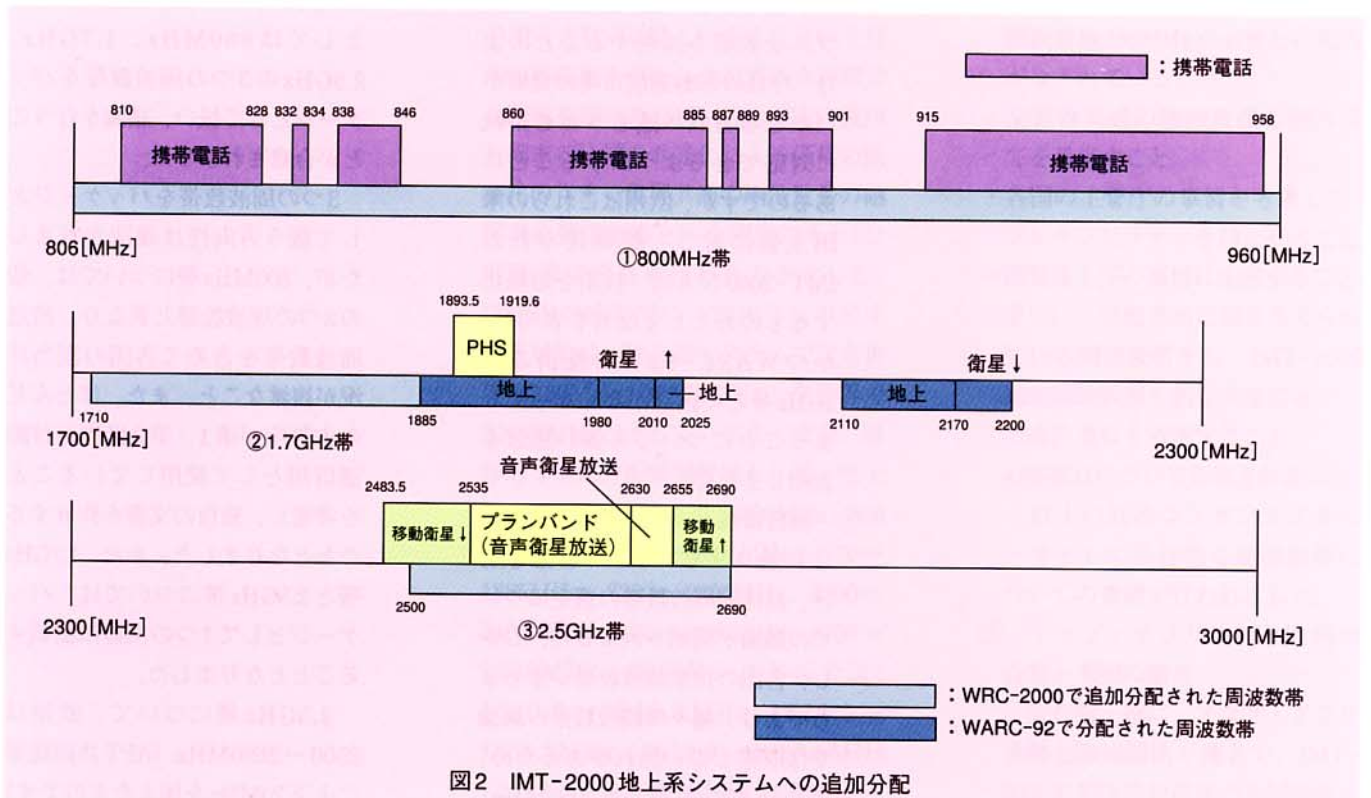 ：携帯電話
810 828 832 834 838 846 860 885 887 889 893 901 915 958
携帯電話 携帯電話 携帯電話
806[MHz] 960[MHz]
①800MHz帯
1893.5 1919.6
PHS
衛星 ↑ 衛星↓
地上 地上 地上
1710 1885 1980 2010 2025 2110 2170 2200
1700[MHz] 2300[MHz]
②1.7GHz帯
音声衛星放送
2483.5 2535 2630 2655 2690
移動衛星↓
プランバンド
(音声衛星放送)
移動
衛星↑
2500 2690
2300[MHz] 3000[MHz]
③2.5GHz帯
：WRC-2000で追加分配された周波数帯
：WARC-92で分配された周波数帯
図2 IMT-2000地上系システムへの追加分配